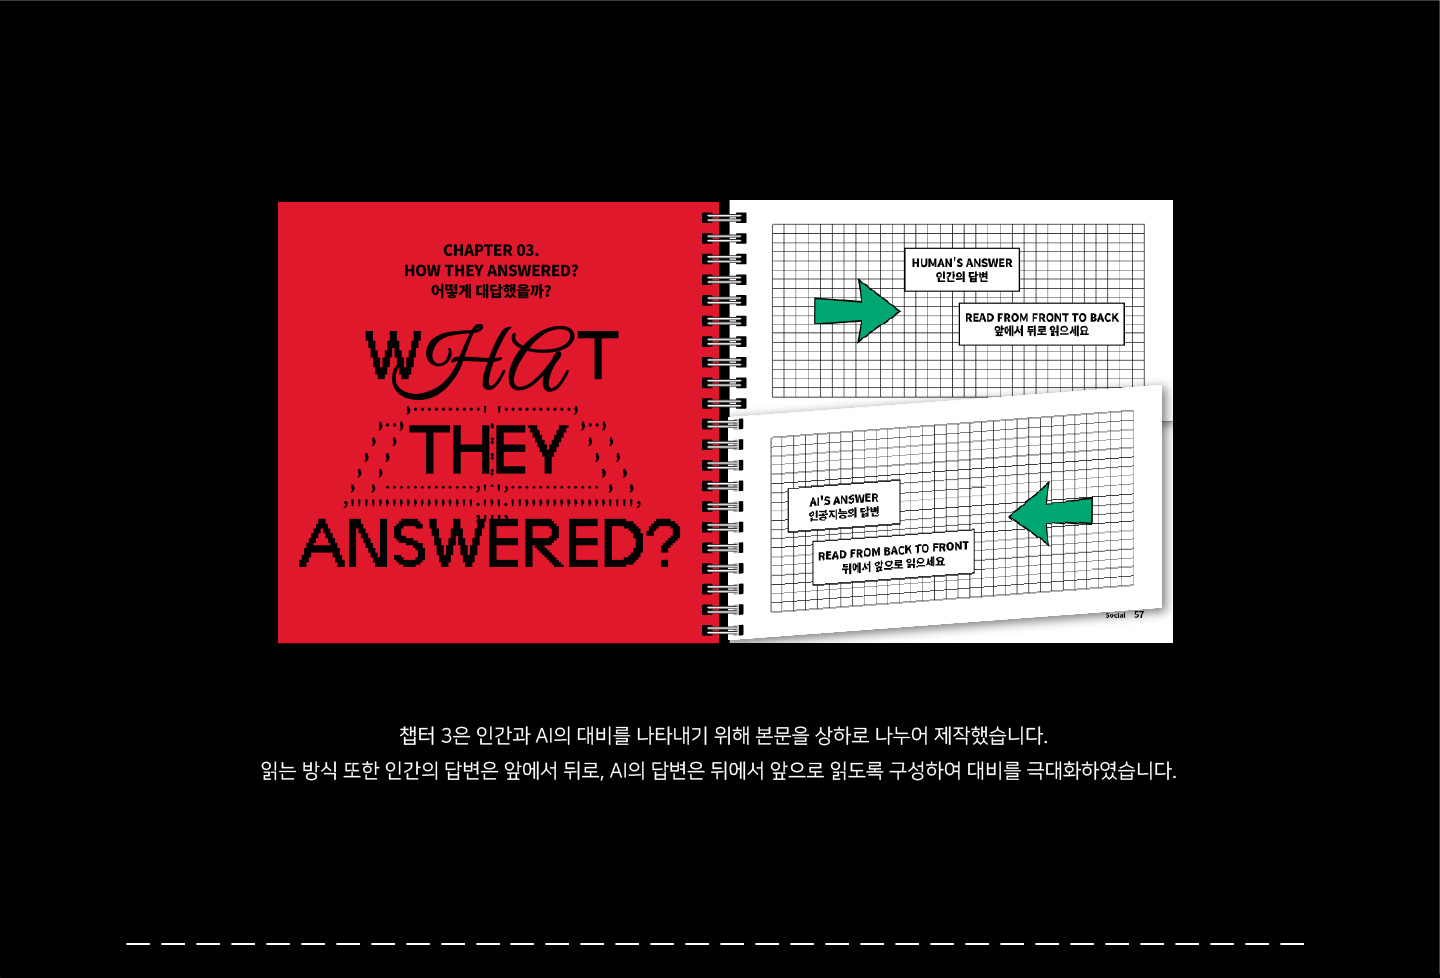 CHAPTER 03.
HOW THEY ANSWERED?
어떻게 대답했을까?
WHAT
THEY
ANSWERED?
HUMAN'S ANSWER
인간의 답변
READ FROM FRONT TO BACK
앞에서 뒤로 읽으세요
AI'S ANSWER
인공지능의 답변
READ FROM BACK TO FRONT
뒤에서 앞으로 읽으세요
Social 57
챕터 3은 인간과 AI의 대비를 나타내기 위해 본문을 상하로 나누어 제작했습니다.
읽는 방식 또한 인간의 답변은 앞에서 뒤로, AI의 답변은 뒤에서 앞으로 읽도록 구성하여 대비를 극대화하였습니다.